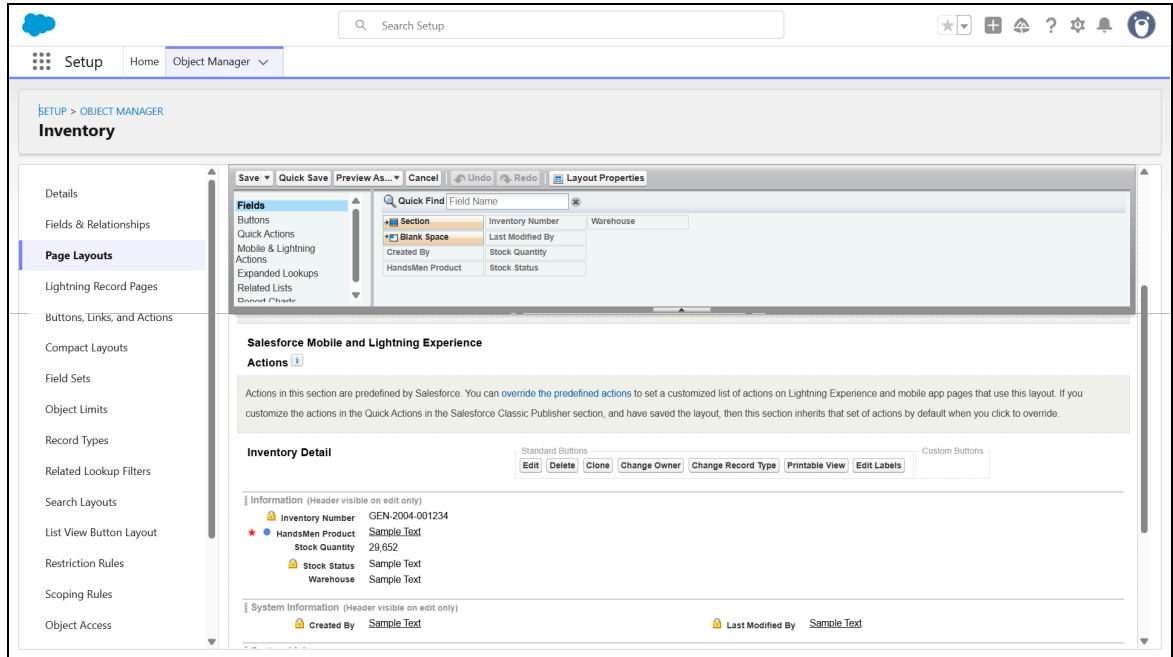 Search Setup
Setup Home Object Manager
SETUP > OBJECT MANAGER
Inventory
Details
Fields & Relationships
Page Layouts
Lightning Record Pages
Buttons, Links, and Actions
Compact Layouts
Field Sets
Object Limits
Record Types
Related Lookup Filters
Search Layouts
List View Button Layout
Restriction Rules
Scoping Rules
Object Access
Save Quick Save Preview As... Cancel Undo Redo Layout Properties
Fields
Buttons
Quick Actions
Mobile & Lightning
Actions
Expanded Lookups
Related Lists
Report Charts
Quick Find Field Name
Section Inventory Number Warehouse
Blank Space Last Modified By
Created By Stock Quantity
HandsMen Product Stock Status
Salesforce Mobile and Lightning Experience
Actions i
Actions in this section are predefined by Salesforce. You can override the predefined actions to set a customized list of actions on Lightning Experience and mobile app pages that use this layout. If you
customize the actions in the Quick Actions in the Salesforce Classic Publisher section, and have saved the layout, then this section inherits that set of actions by default when you click to override.
Inventory Detail
Standard Buttons
Edit Delete Clone Change Owner Change Record Type Printable View Edit Labels
Custom Buttons
Information (Header visible on edit only)
Inventory Number GEN-2004-001234
* HandsMen Product Sample Text
Stock Quantity 29,652
Stock Status Sample Text
Warehouse Sample Text
System Information (Header visible on edit only)
Created By Sample Text Last Modified By Sample Text